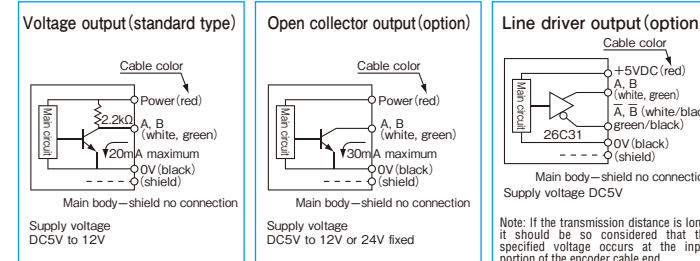 Voltage output (standard type)
Cable color
Main circuit
Power (red)
2.2kΩ
A, B
(white, green)
20mA maximum
0V (black)
(shield)
Main body—shield no connection
Supply voltage
DC5V to 12V
Open collector output (option)
Cable color
Main circuit
Power (red)
A, B
(white, green)
30mA maximum
0V (black)
(shield)
Main body—shield no connection
Supply voltage
DC5V to 12V or 24V fixed
Line driver output (option
Cable color
Main circuit
+5VDC (red)
A, B
(white, green)
A, B (white/blac
green/black)
26C31
0V (black)
(shield)
Main body—shield no connectio
Supply voltage DC5V
Note: If the transmission distance is lon
it should be so considered that th
specified voltage occurs at the inp
portion of the encoder cable end